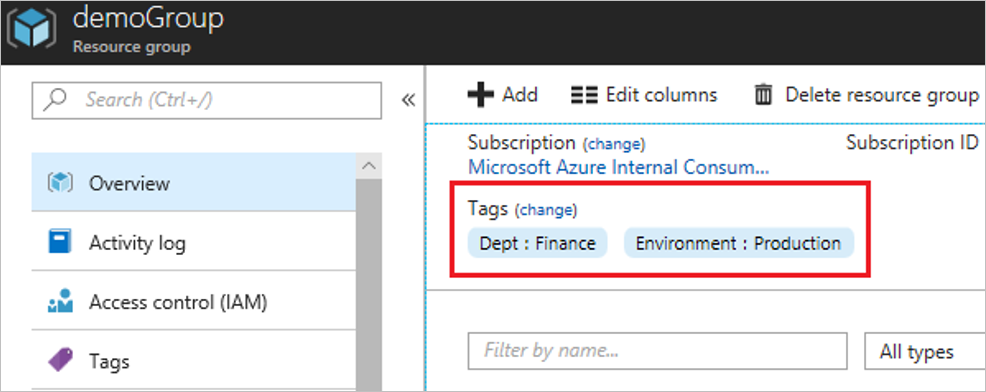 demoGroup
Resource group
Search (Ctrl+/)
Overview
Activity log
Access control (IAM)
Tags
Add Edit columns Delete resource group
Subscription (change) Subscription ID
Microsoft Azure Internal Consum...
Tags (change)
Dept : Finance Environment : Production
Filter by name... All types